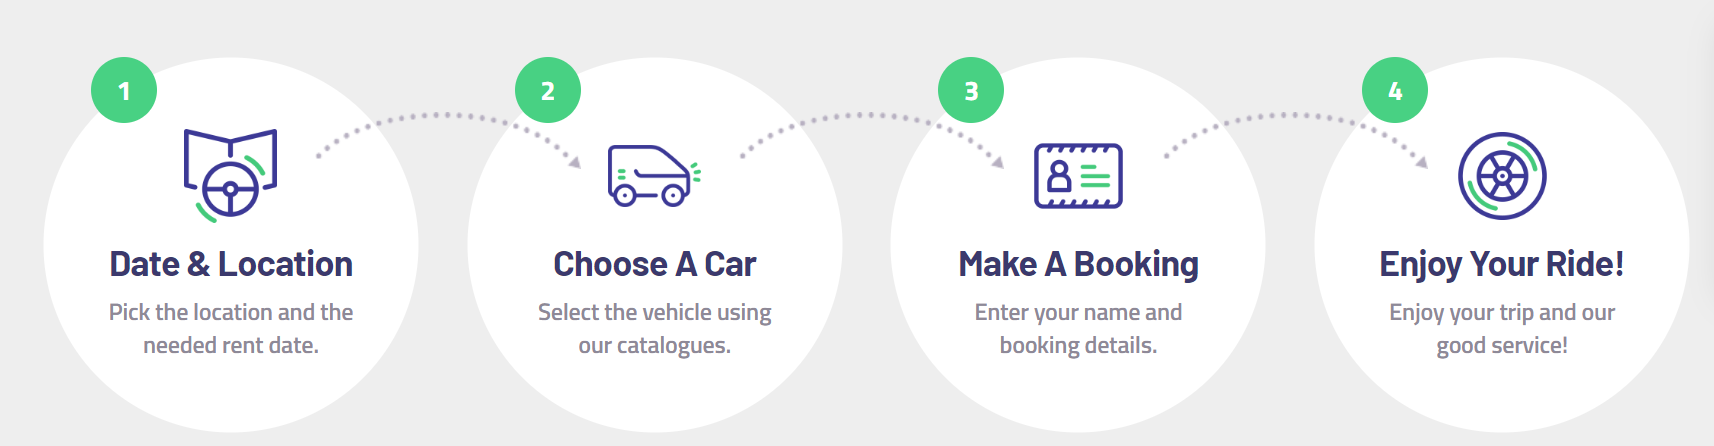 1
Date & Location
Pick the location and the
needed rent date.
2
Choose A Car
Select the vehicle using
our catalogues.
3
Make A Booking
Enter your name and
booking details.
4
Enjoy Your Ride!
Enjoy your trip and our
good service!